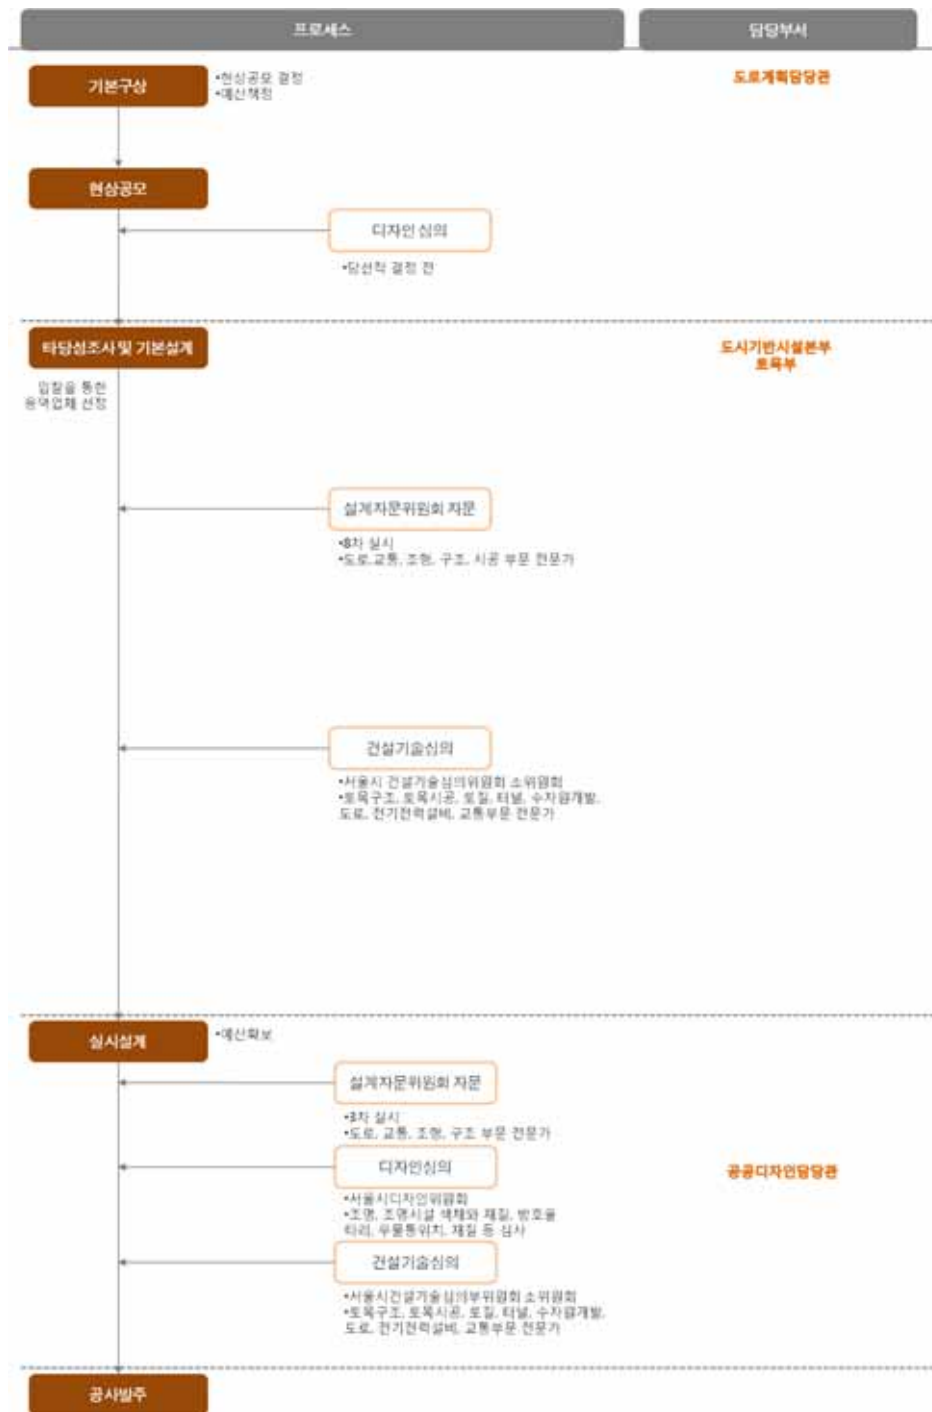 프로세스
담당부서
기본구상
•현상공모 결정
•예산책정
도로계획담당관
현상공모
디자인 심의
•당선작 결정 전
타당성조사 및 기본설계
도시기반시설본부
토목부
입찰을 통한
용역업체 선정
설계자문위원회 자문
•8차 실시
•도로,교통, 조형, 구조, 시공 부문 전문가
건설기술심의
•서울시 건설기술심의위원회 소위원회
•토목구조, 토목시공, 토질, 터널, 수자원개발,
도로, 전기전력설비, 교통부문 전문가
실시설계
•예산확보
설계자문위원회 자문
•3차 실시
•도로, 교통, 조형, 구조 부문 전문가
디자인심의
공공디자인담당관
•서울시디자인위원회
•조명, 조명시설 색채와 재질, 방호울
타리, 우물통위치, 재질 등 심사
건설기술심의
•서울시건설기술심의부위원회 소위원회
•토목구조, 토목시공, 토질, 터널, 수자원개발,
도로, 전기전력설비, 교통부문 전문가
공사발주